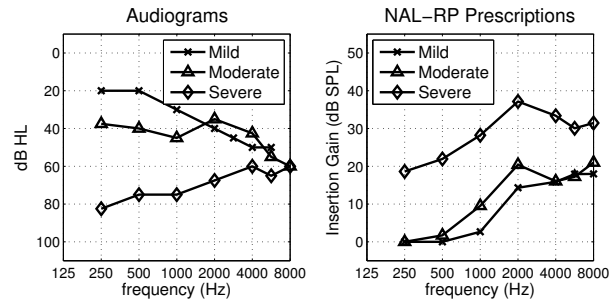 Audiograms
Mild
Moderate
Severe
0
20
40
60
80
100
dB HL
125 250 500 1000 2000 4000 8000
frequency (Hz)
NAL−RP Prescriptions
Mild
Moderate
Severe
50
40
30
20
10
0
Insertion Gain (dB SPL)
125 250 500 1000 2000 4000 8000
frequency (Hz)